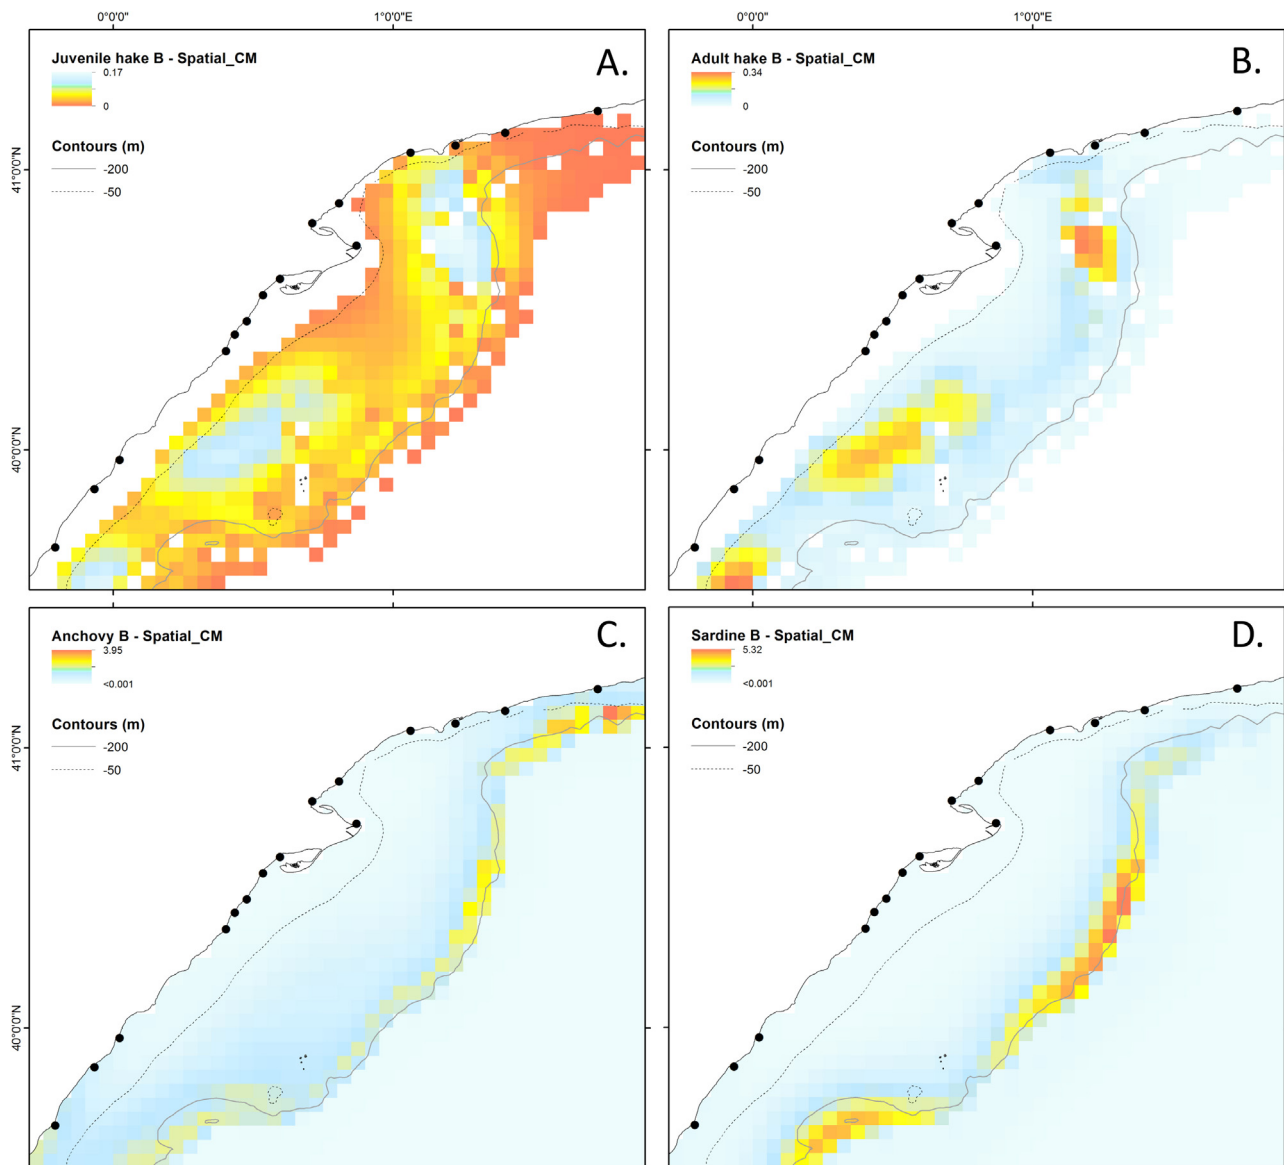 0°0'0" 1°0'0"E 0°0'0" 1°0'0"E
Juvenile hake B - Spatial_CM
A.
0.17
0
Contours (m)
-200
-50
41°0'0"N
40°0'0"N
Adult hake B - Spatial_CM
B.
0.34
0
Contours (m)
-200
-50
Anchovy B - Spatial_CM
C.
3.95
<0.001
Contours (m)
-200
-50
41°0'0"N
40°0'0"N
Sardine B - Spatial_CM
D.
5.32
<0.001
Contours (m)
-200
-50